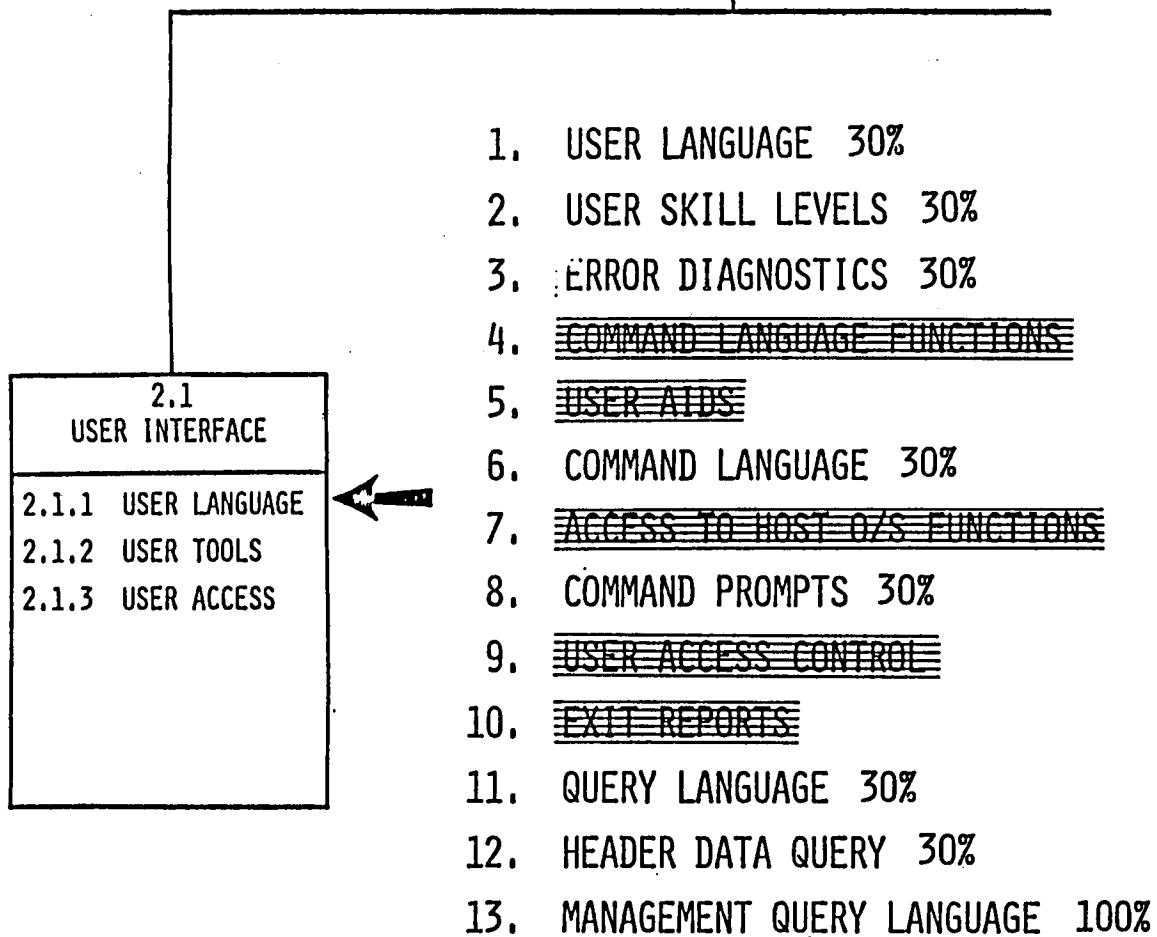 1. USER LANGUAGE 30%
2. USER SKILL LEVELS 30%
3. ERROR DIAGNOSTICS 30%
4. COMMAND LANGUAGE FUNCTIONS
5. USER AIDS
6. COMMAND LANGUAGE 30%
7. ACCESS TO HOST O/S FUNCTIONS
8. COMMAND PROMPTS 30%
9. USER ACCESS CONTROL
10. EXIT REPORTS
11. QUERY LANGUAGE 30%
12. HEADER DATA QUERY 30%
13. MANAGEMENT QUERY LANGUAGE 100%
2.1
USER INTERFACE
2.1.1 USER LANGUAGE
2.1.2 USER TOOLS
2.1.3 USER ACCESS